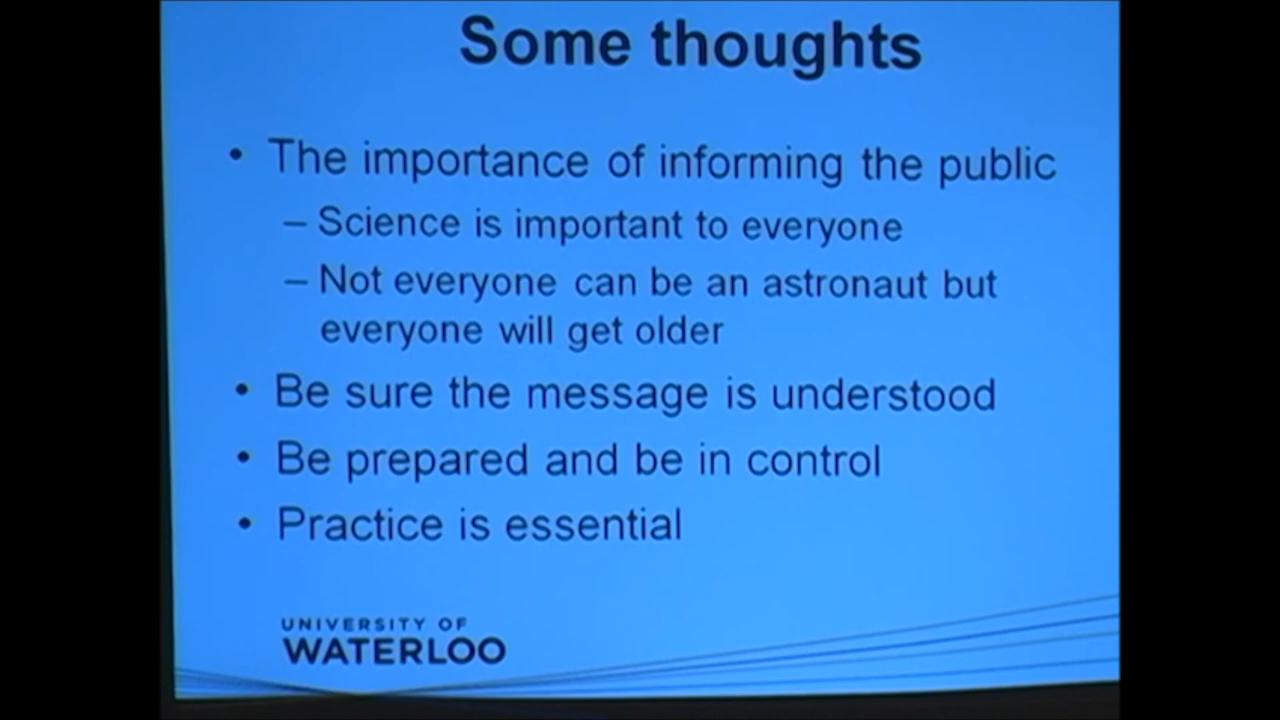 Some thoughts
• The importance of informing the public
– Science is important to everyone
– Not everyone can be an astronaut but
everyone will get older
• Be sure the message is understood
• Be prepared and be in control
• Practice is essential
UNIVERSITY OF
WATERLOO